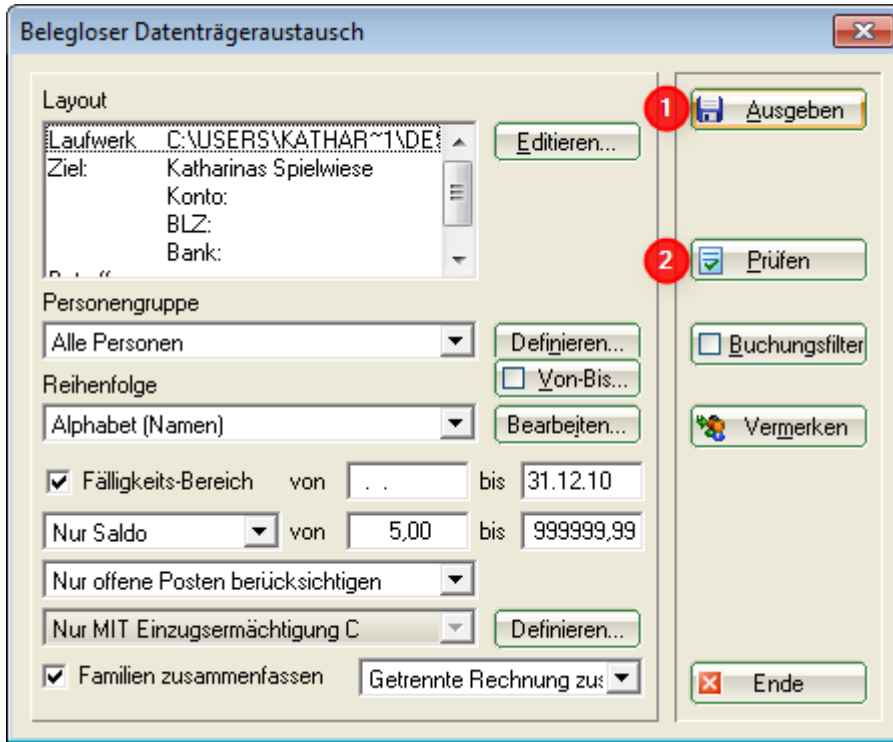 Belegloser Datenträgeraustausch
Layout
Laufwerk C:\USERS\KATHAR~1\DES
Ziel: Katharinas Spielwiese
Konto:
BLZ:
Bank:
Editieren...
Personengruppe
Alle Personen
Definieren...
Von-Bis...
Reihenfolge
Alphabet (Namen)
Bearbeiten...
Fälligkeits-Bereich von . . bis 31.12.10
Nur Saldo von 5,00 bis 999999,99
Nur offene Posten berücksichtigen
Nur MIT Einzugsermächtigung C
Definieren...
Familien zusammenfassen
Getrennte Rechnung zus
1 Ausgeben
2 Prüfen
Buchungsfilter
Vermerken
Ende